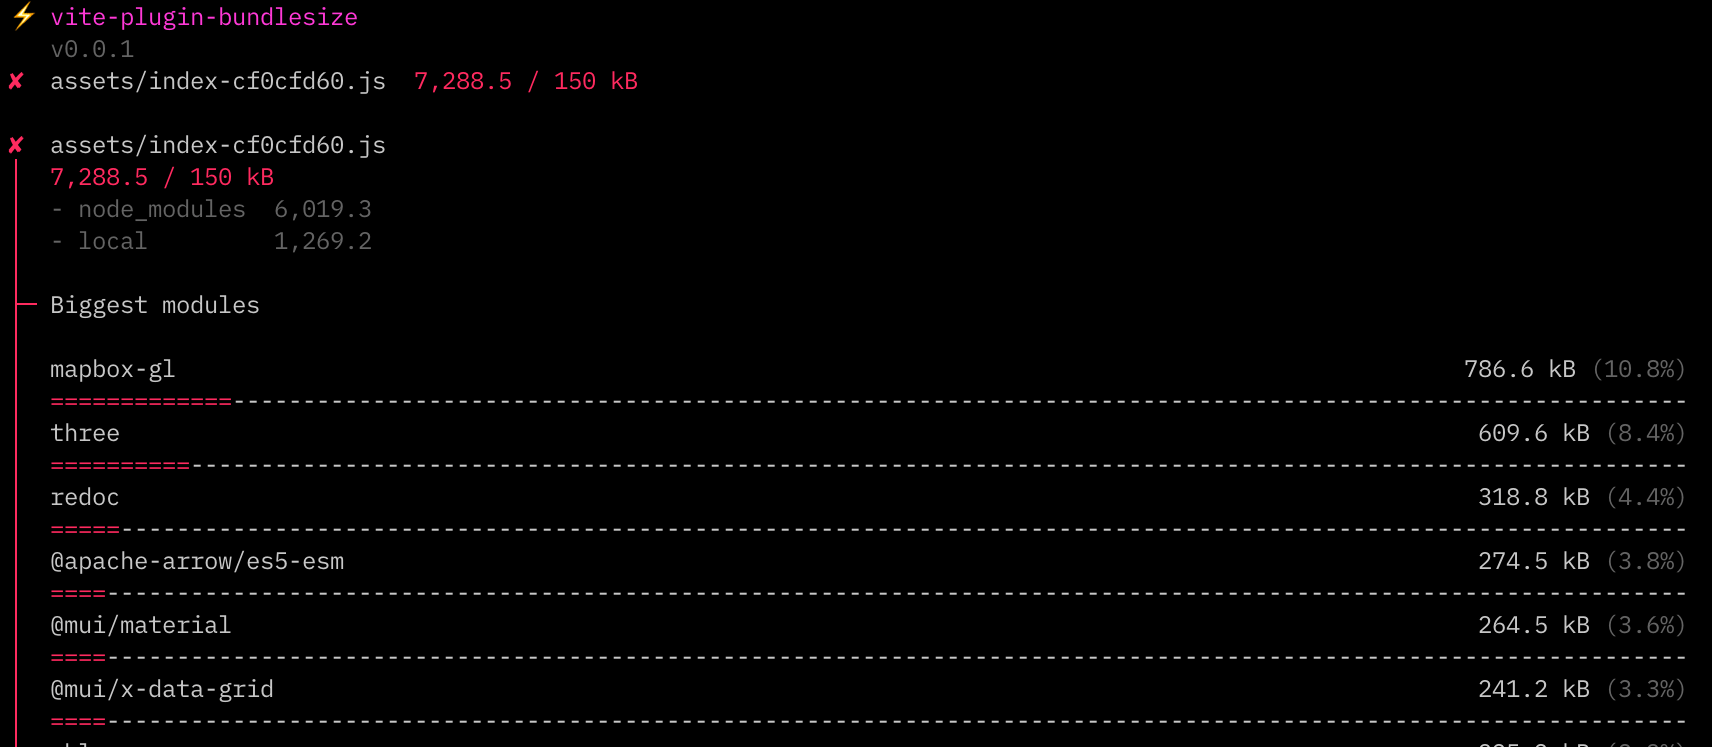 ⚡ vite-plugin-bundlesize
v0.0.1
✘ assets/index-cf0cfd60.js 7,288.5 / 150 kB
✘ assets/index-cf0cfd60.js
7,288.5 / 150 kB
- node_modules 6,019.3
- local 1,269.2
Biggest modules
mapbox-gl 786.6 kB (10.8%)
three 609.6 kB (8.4%)
redoc 318.8 kB (4.4%)
@apache-arrow/es5-esm 274.5 kB (3.8%)
@mui/material 264.5 kB (3.6%)
@mui/x-data-grid 241.2 kB (3.3%)